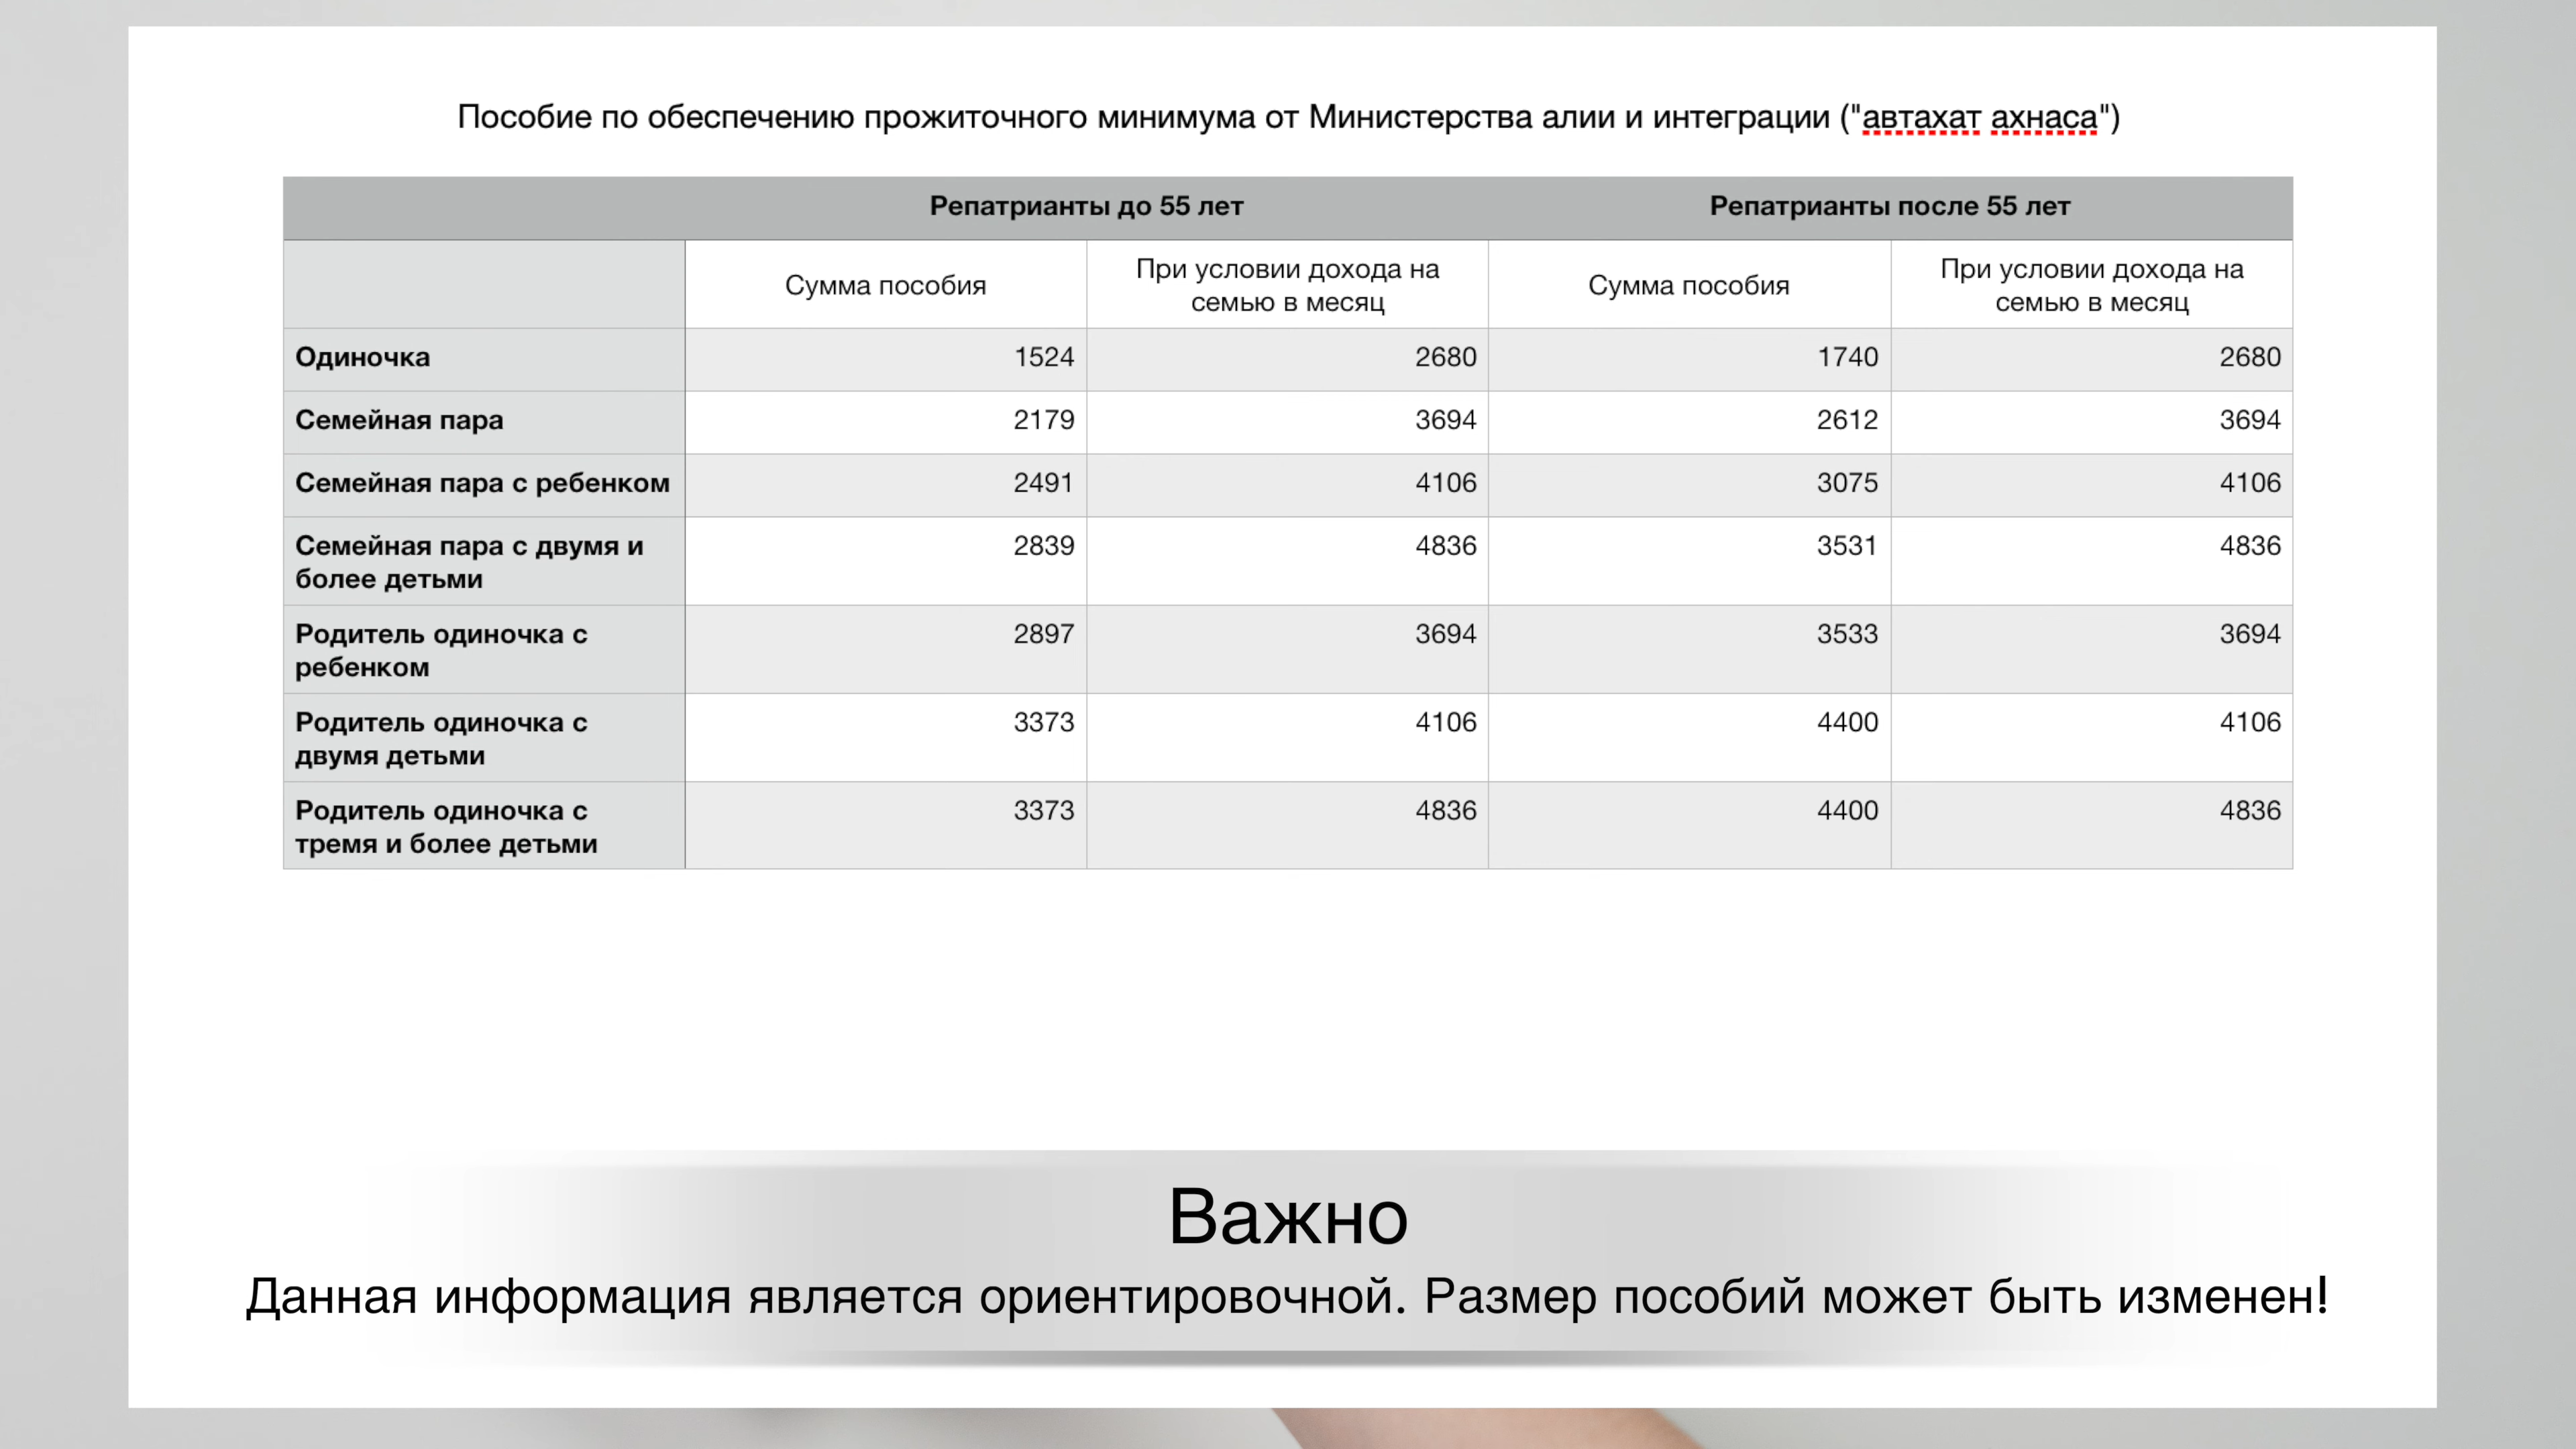 Пособие по обеспечению прожиточного минимума от Министерства алии и интеграции ("автахат ахнаса")
Репатрианты до 55 лет Репатрианты после 55 лет
Сумма пособия При условии дохода на семью в месяц Сумма пособия При условии дохода на семью в месяц
Одиночка 1524 2680 1740 2680
Семейная пара 2179 3694 2612 3694
Семейная пара с ребенком 2491 4106 3075 4106
Семейная пара с двумя и более детьми 2839 4836 3531 4836
Родитель одиночка с ребенком 2897 3694 3533 3694
Родитель одиночка с двумя детьми 3373 4106 4400 4106
Родитель одиночка с тремя и более детьми 3373 4836 4400 4836
Важно
Данная информация является ориентировочной. Размер пособий может быть изменен!